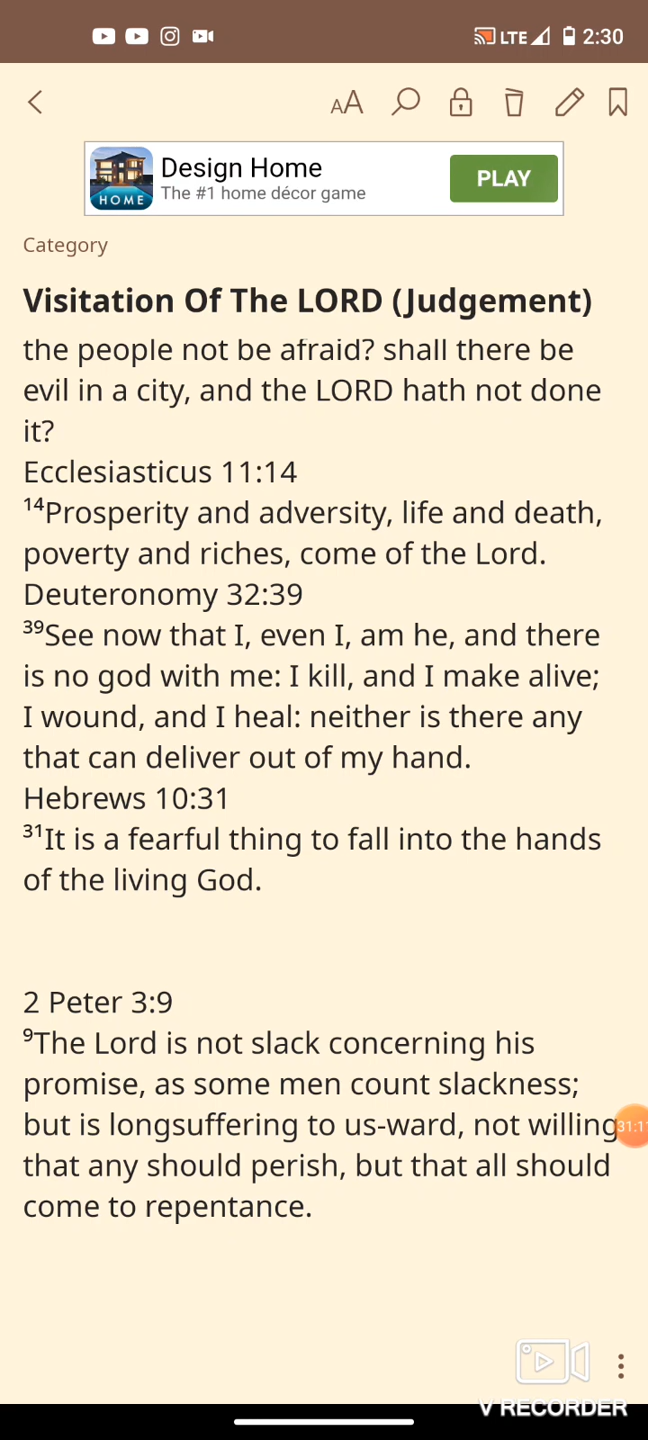 LTE 2:30
AA
Design Home
The #1 home décor game
PLAY
HOME
Category
Visitation Of The LORD (Judgement)
the people not be afraid? shall there be
evil in a city, and the LORD hath not done
it?
Ecclesiasticus 11:14
¹⁴Prosperity and adversity, life and death,
poverty and riches, come of the Lord.
Deuteronomy 32:39
³⁹See now that I, even I, am he, and there
is no god with me: I kill, and I make alive;
I wound, and I heal: neither is there any
that can deliver out of my hand.
Hebrews 10:31
³¹It is a fearful thing to fall into the hands
of the living God.
2 Peter 3:9
⁹The Lord is not slack concerning his
promise, as some men count slackness;
but is longsuffering to us-ward, not willing
that any should perish, but that all should
come to repentance.
V RECORDER